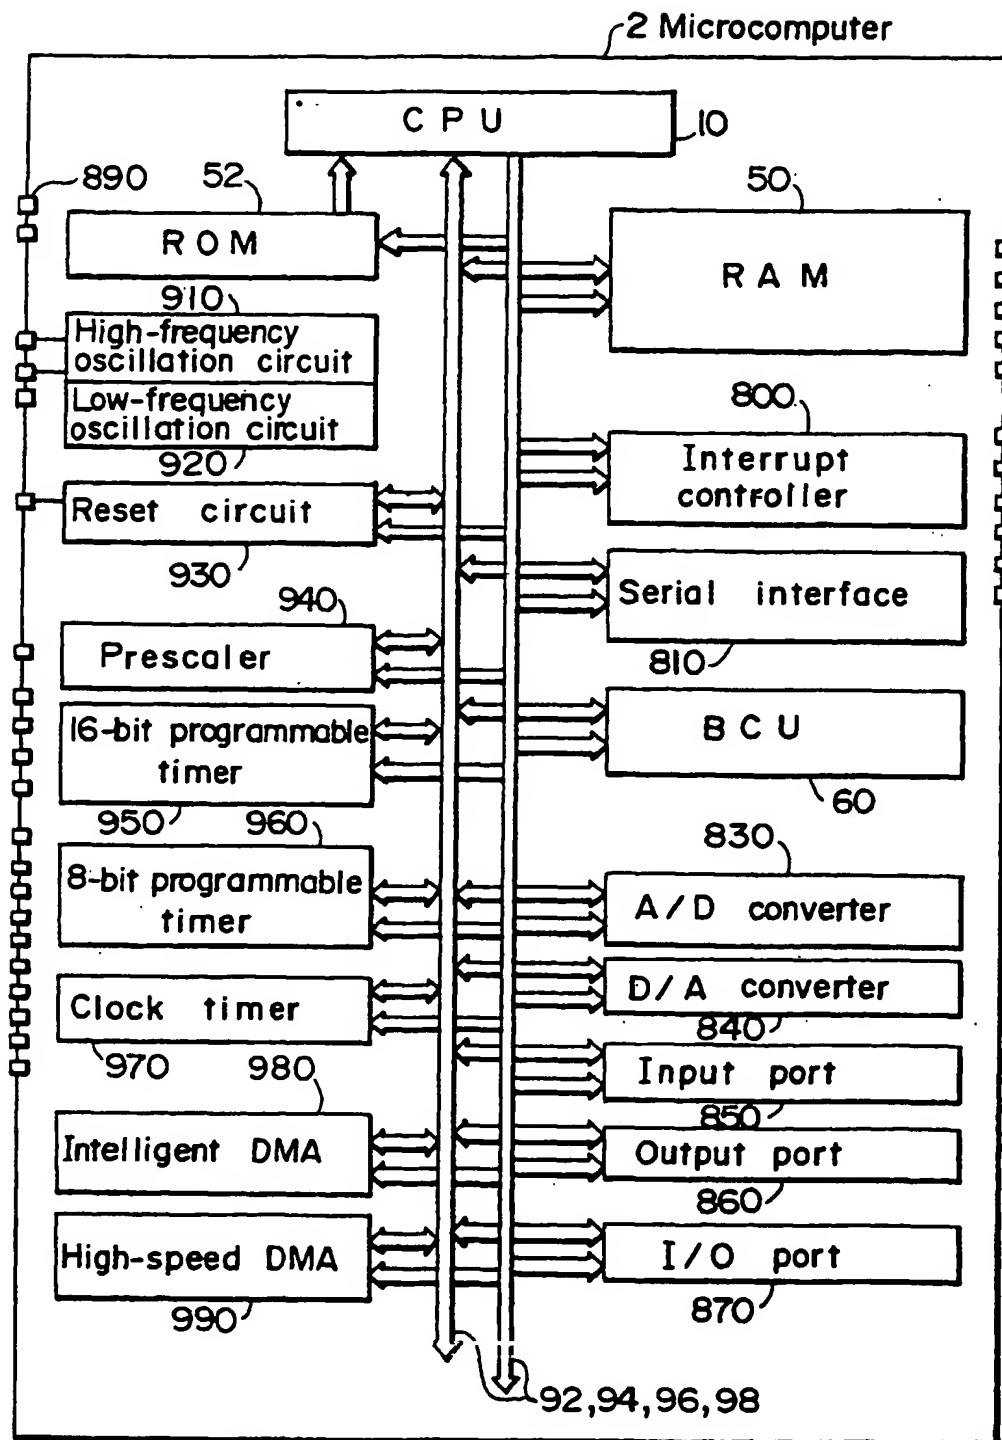 2 Microcomputer
CPU
10
890
52
ROM
50
RAM
910
High-frequency
oscillation circuit
Low-frequency
oscillation circuit
920
800
Interrupt
controller
Reset circuit
930
Serial interface
810
940
Prescaler
16-bit programmable
timer
950
BCU
60
960
8-bit programmable
timer
830
A/D converter
D/A converter
840
Clock timer
970
Input port
850
980
Intelligent DMA
Output port
860
High-speed DMA
990
I/O port
870
92,94,96,98